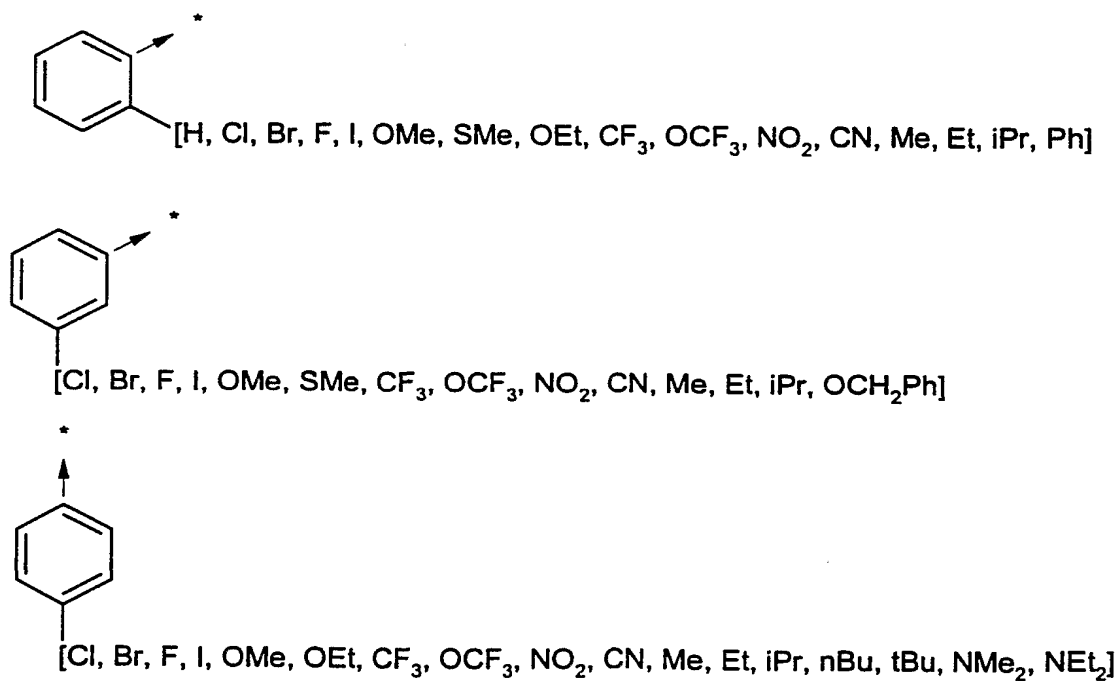 *
[H, Cl, Br, F, I, OMe, SMe, OEt, CF₃, OCF₃, NO₂, CN, Me, Et, iPr, Ph]
*
[Cl, Br, F, I, OMe, SMe, CF₃, OCF₃, NO₂, CN, Me, Et, iPr, OCH₂Ph]
*
[Cl, Br, F, I, OMe, OEt, CF₃, OCF₃, NO₂, CN, Me, Et, iPr, nBu, tBu, NMe₂, NEt₂]